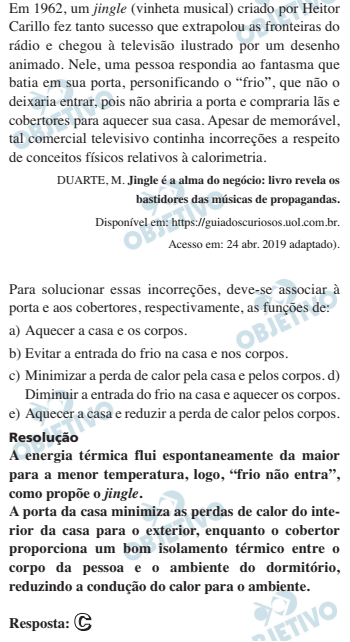 Em 1962, um jingle (vinheta musical) criado por Heitor
Carillo fez tanto sucesso que extrapolou as fronteiras do
rádio e chegou à televisão ilustrado por um desenho
animado. Nele, uma pessoa respondia ao fantasma que
batia em sua porta, personificando o “frio”, que não o
deixaria entrar, pois não abriria a porta e compraria lãs e
cobertores para aquecer sua casa. Apesar de memorável,
tal comercial televisivo continha incorreções a respeito
de conceitos físicos relativos à calorimetria.
DUARTE, M. Jingle é a alma do negócio: livro revela os
bastidores das músicas de propagandas.
Disponível em: https://guiadoscuriosos.uol.com.br.
Acesso em: 24 abr. 2019 adaptado).
Para solucionar essas incorreções, deve-se associar à
porta e aos cobertores, respectivamente, as funções de:
a) Aquecer a casa e os corpos.
b) Evitar a entrada do frio na casa e nos corpos.
c) Minimizar a perda de calor pela casa e pelos corpos. d)
Diminuir a entrada do frio na casa e aquecer os corpos.
e) Aquecer a casa e reduzir a perda de calor pelos corpos.
Resolução
A energia térmica flui espontaneamente da maior
para a menor temperatura, logo, “frio não entra”,
como propõe o jingle.
A porta da casa minimiza as perdas de calor do inte-
rior da casa para o exterior, enquanto o cobertor
proporciona um bom isolamento térmico entre o
corpo da pessoa e o ambiente do dormitório,
reduzindo a condução do calor para o ambiente.
Resposta: C
OBJETIVO
OBJETIVO
OBJETIVO
OBJETIVO
OBJETIVO
OBJETIVO
OBJETIVO
OBJETIVO